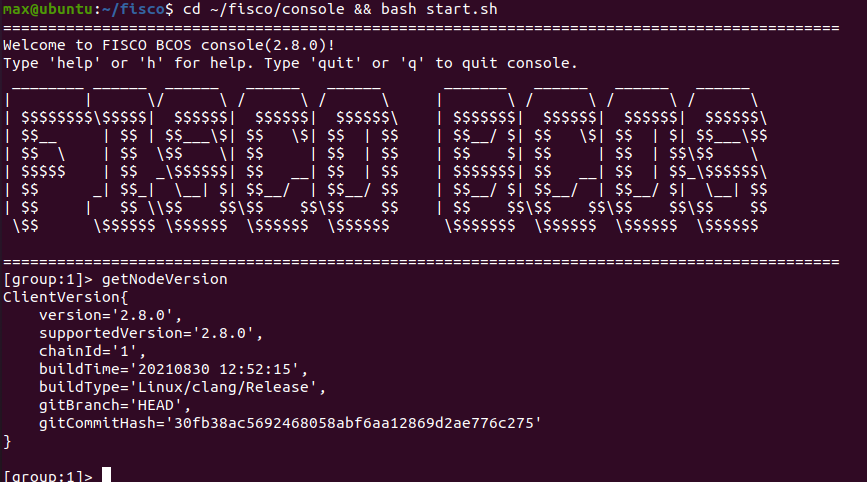 max@ubuntu:~/fisco$ cd ~/fisco/console && bash start.sh
=============================================================================================
Welcome to FISCO BCOS console(2.8.0)!
Type 'help' or 'h' for help. Type 'quit' or 'q' to quit console.
 ________ ______  ______   ______   ______       _______   ______   ______   ______
|        |      \/      \ /      \ /      \     |       \ /      \ /      \ /      \
| $$$$$$$$\$$$$$|  $$$$$$|  $$$$$$|  $$$$$$\    | $$$$$$$|  $$$$$$|  $$$$$$|  $$$$$$\
| $$__     | $$ | $$___\$| $$   \$| $$  | $$    | $$__/ $| $$   \$| $$  | $| $$___\$$
| $$  \    | $$  \$$    \| $$     | $$  | $$    | $$    $| $$     | $$  | $$\$$    \
| $$$$$    | $$  _\$$$$$$| $$   __| $$  | $$    | $$$$$$$| $$   __| $$  | $$_\$$$$$$\
| $$      _| $$_|  \__| $| $$__/  | $$__/ $$    | $$__/ $| $$__/  | $$__/ $|  \__| $$
| $$     |   $$ \\$$    $$\$$    $$\$$    $$    | $$    $$\$$    $$\$$    $$\$$    $$
 \$$      \$$$$$$ \$$$$$$  \$$$$$$  \$$$$$$      \$$$$$$$  \$$$$$$  \$$$$$$  \$$$$$$
=============================================================================================
[group:1]> getNodeVersion
ClientVersion{
    version='2.8.0',
    supportedVersion='2.8.0',
    chainId='1',
    buildTime='20210830 12:52:15',
    buildType='Linux/clang/Release',
    gitBranch='HEAD',
    gitCommitHash='30fb38ac5692468058abf6aa12869d2ae776c275'
}
[group:1]>